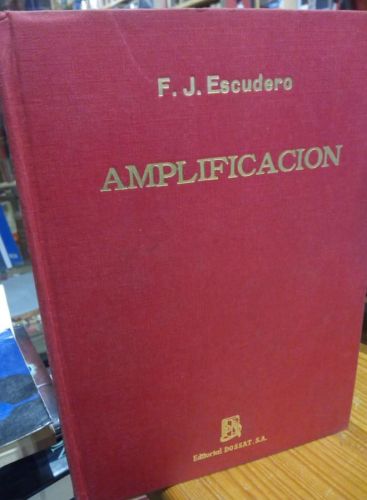 F. J. Escudero
AMPLIFICACION
Editorial DOSSAT, S.A.